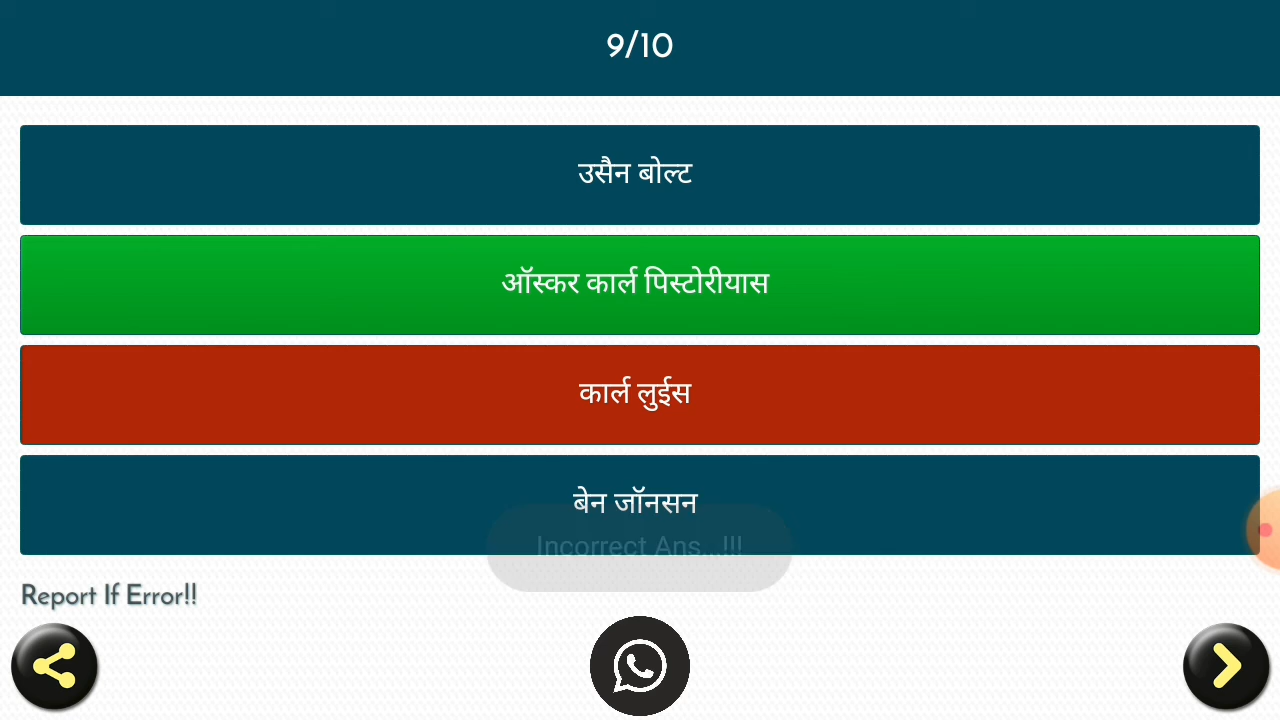 9/10
उसैन बोल्ट
ऑस्कर कार्ल पिस्टोरीयास
कार्ल लुईस
बेन जॉनसन
Incorrect Ans...!!!
Report If Error!!